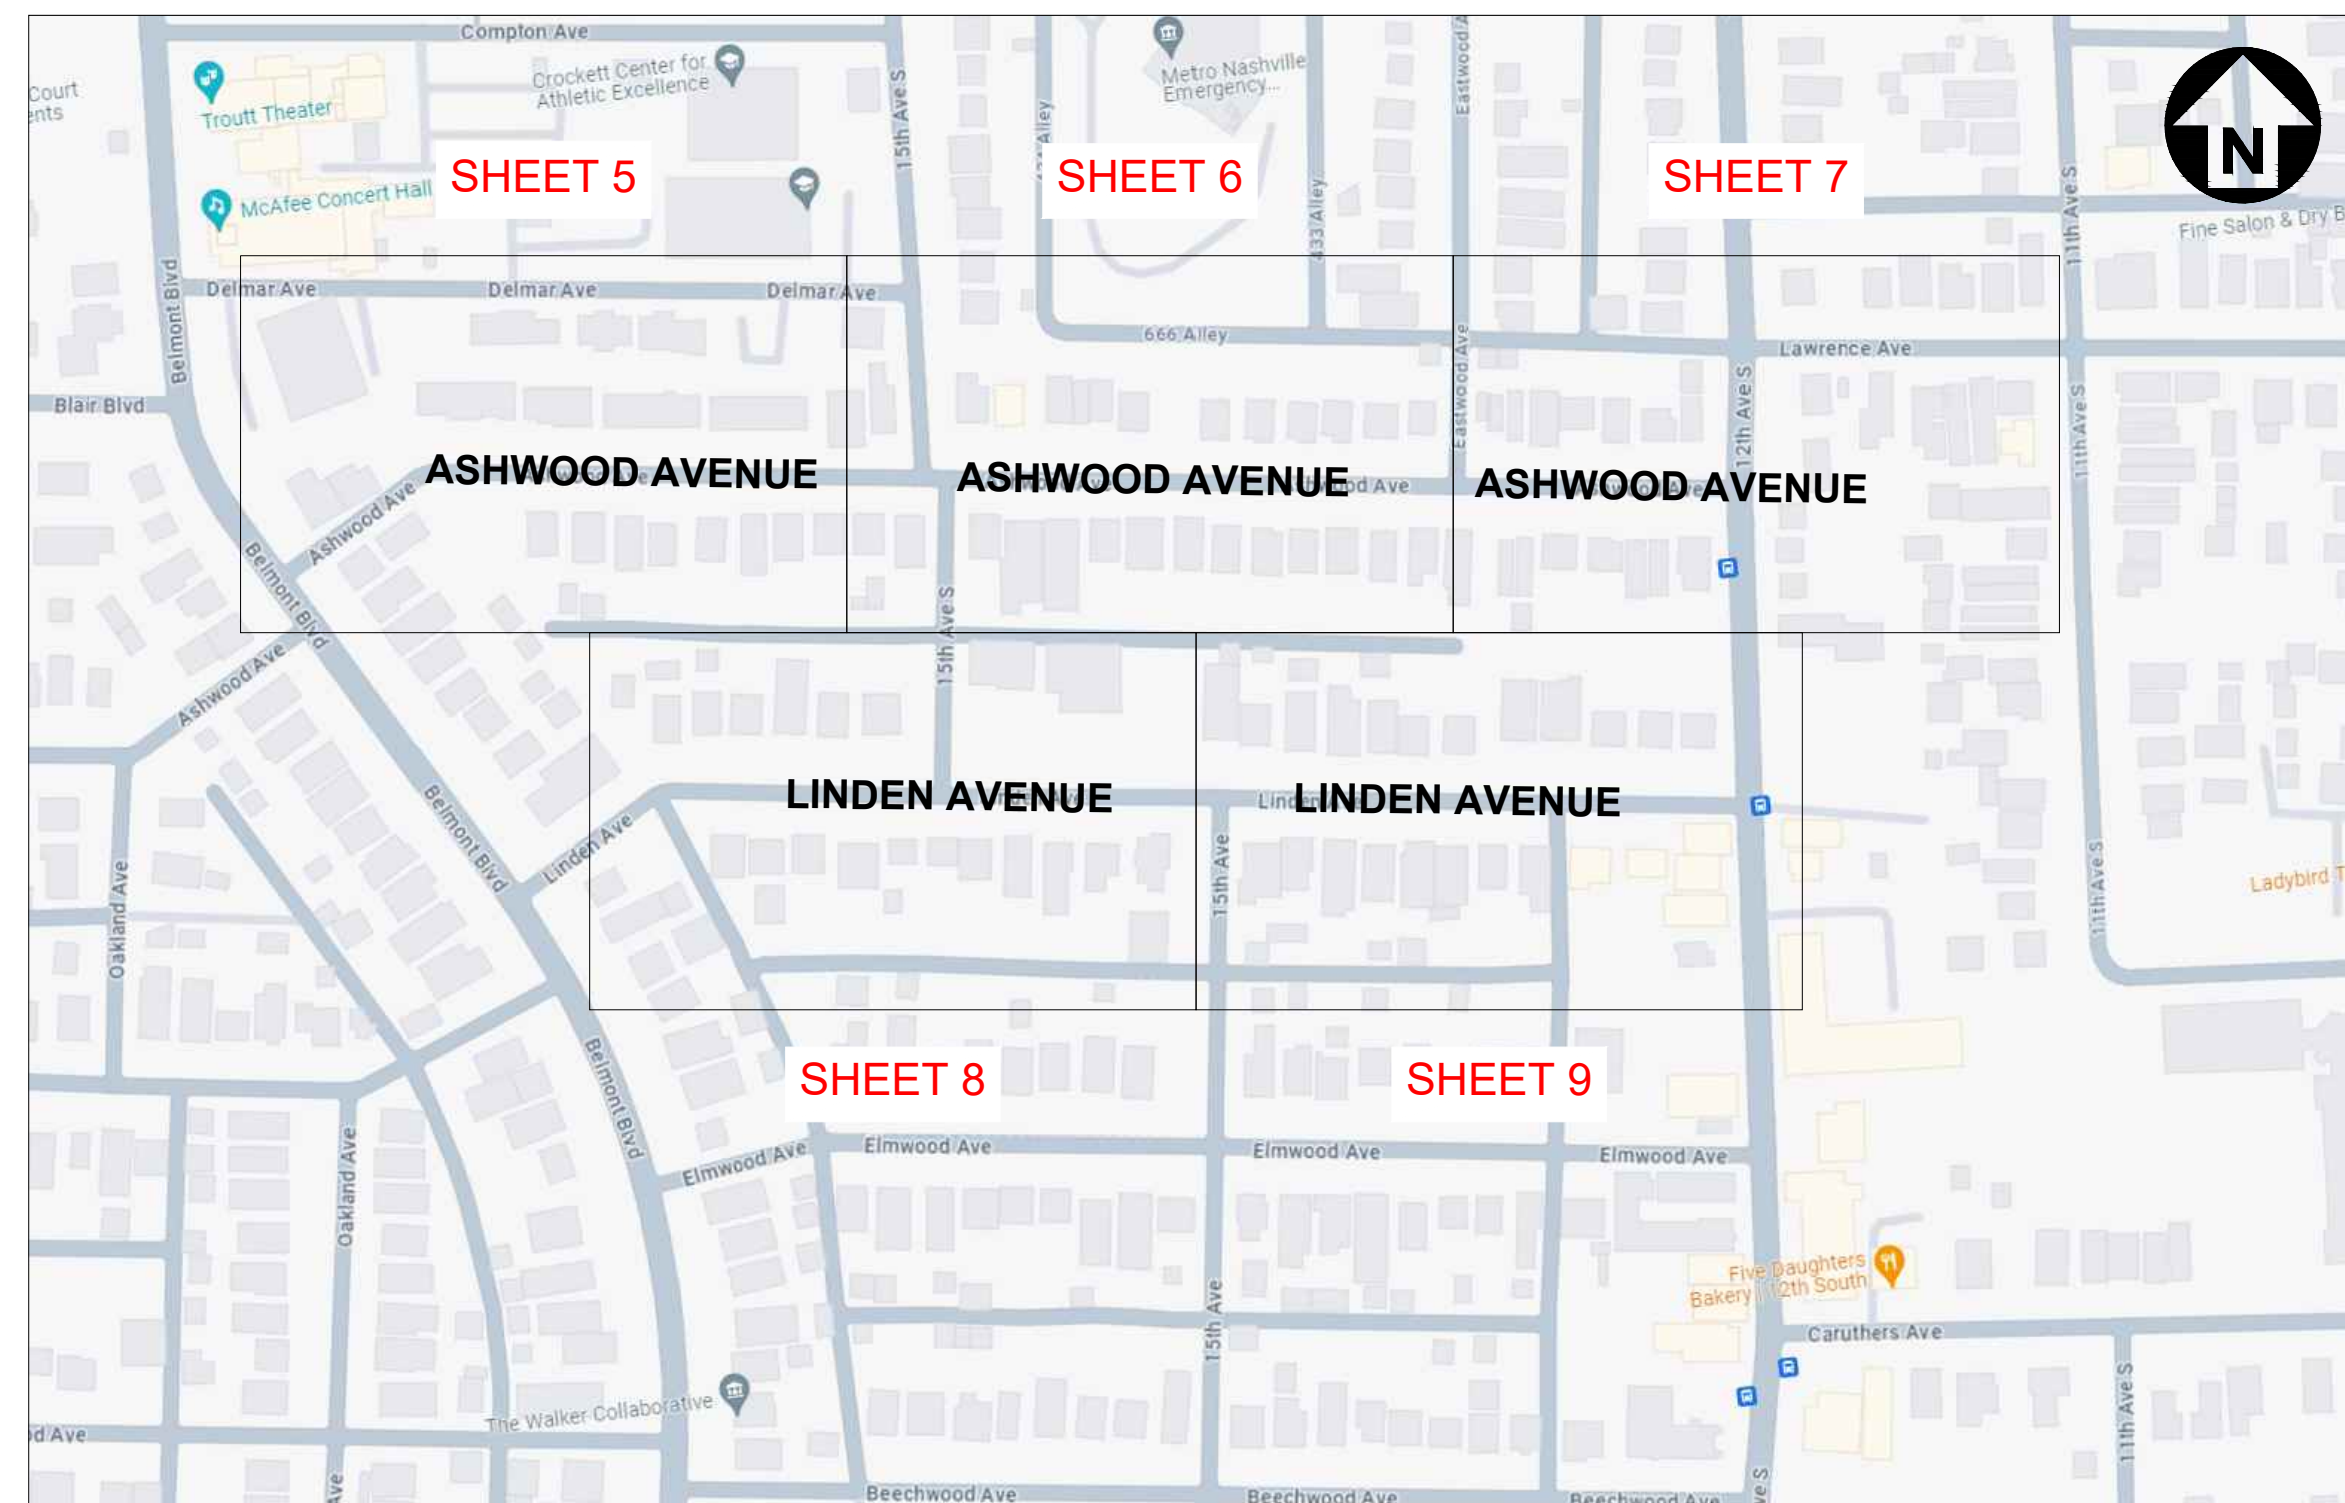 Compton Ave
Court
ents
Troutt Theater
Crockett Center for
Athletic Excellence
15th Ave S
Metro Nashville
Emergency...
Eastwood A
N
SHEET 5
SHEET 6
SHEET 7
McAfee Concert Hall
433 Alley
11th Ave S
Fine Salon & Dry B
Belmont Blvd
Delmar Ave
Delmar Ave
Delmar Ave
666 Alley
Eastwood Ave
Lawrence Ave
Blair Blvd
12th Ave S
11th Ave S
ASHWOOD AVENUE
ASHWOOD AVENUE
ASHWOOD AVENUE
Ashwood Ave
Belmont Blvd
15th Ave S
Ashwood Ave
LINDEN AVENUE
LINDEN AVENUE
Belmont Blvd
Linden Ave
15th Ave
Oakland Ave
11th Ave S
Ladybird T
SHEET 8
SHEET 9
Belmont Blvd
Elmwood Ave
Elmwood Ave
Elmwood Ave
Elmwood Ave
Oakland Ave
15th Ave
Five Daughters
Bakery | 12th South
Caruthers Ave
11th Ave S
The Walker Collaborative
d Ave
Ave
Beechwood Ave
Beechwood Ave
Beechwood Ave
ve S